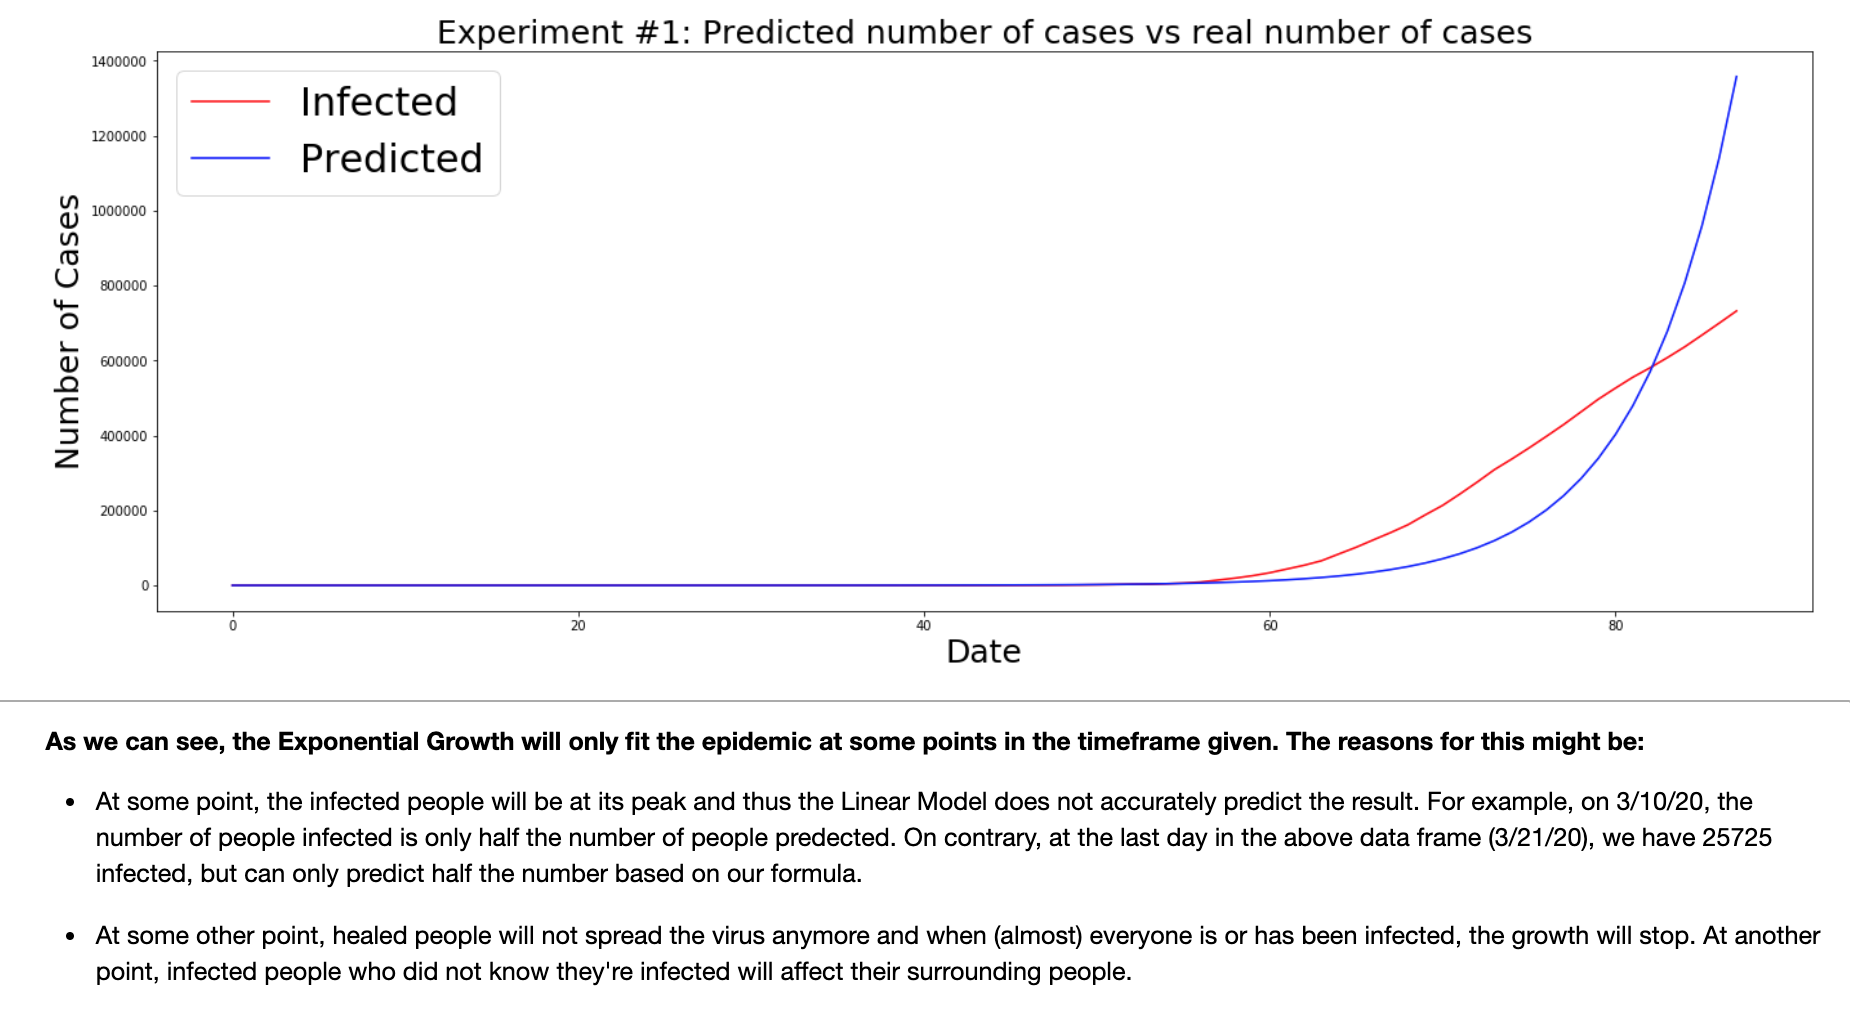 Experiment #1: Predicted number of cases vs real number of cases
Infected
Predicted
Number of Cases
1400000
1200000
1000000
800000
600000
400000
200000
0
0 20 40 60 80
Date
As we can see, the Exponential Growth will only fit the epidemic at some points in the timeframe given. The reasons for this might be:
• At some point, the infected people will be at its peak and thus the Linear Model does not accurately predict the result. For example, on 3/10/20, the
number of people infected is only half the number of people predected. On contrary, at the last day in the above data frame (3/21/20), we have 25725
infected, but can only predict half the number based on our formula.
• At some other point, healed people will not spread the virus anymore and when (almost) everyone is or has been infected, the growth will stop. At another
point, infected people who did not know they're infected will affect their surrounding people.